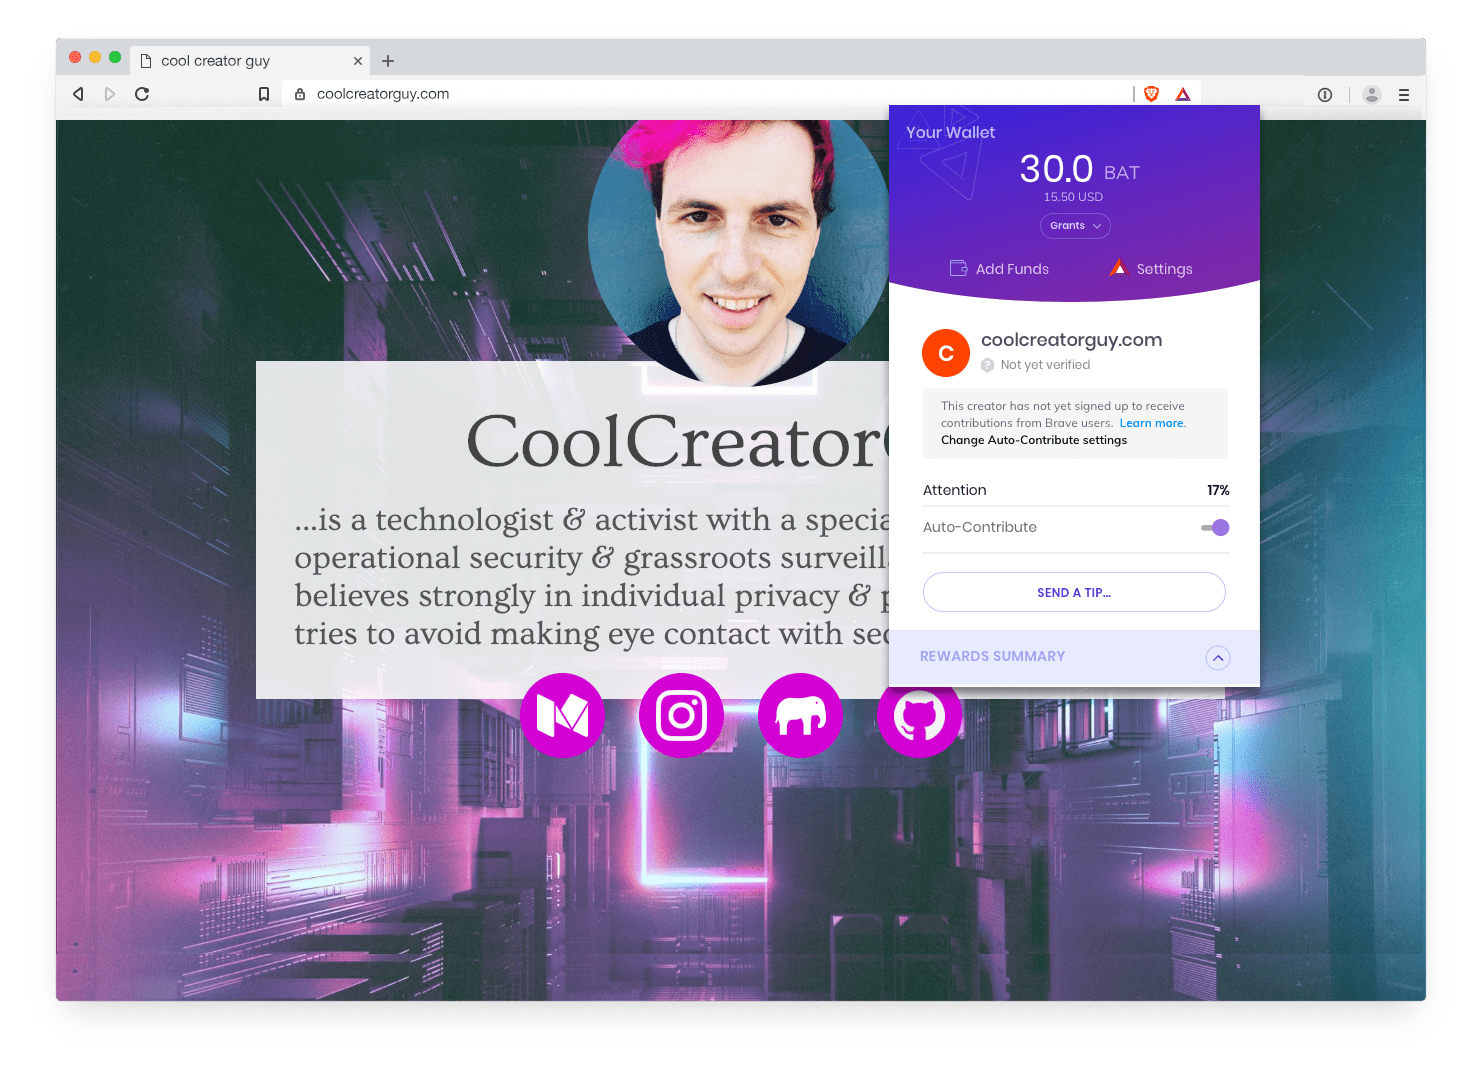 cool creator guy
coolcreatorguy.com
Your Wallet
30.0 BAT
15.50 USD
Grants
Add Funds
Settings
C
coolcreatorguy.com
Not yet verified
This creator has not yet signed up to receive
contributions from Brave users. Learn more.
Change Auto-Contribute settings
Attention 17%
Auto-Contribute
SEND A TIP...
REWARDS SUMMARY
CoolCreator
...is a technologist & activist with a
operational security & grassroots
believes strongly in individual privacy &
tries to avoid making eye contact with